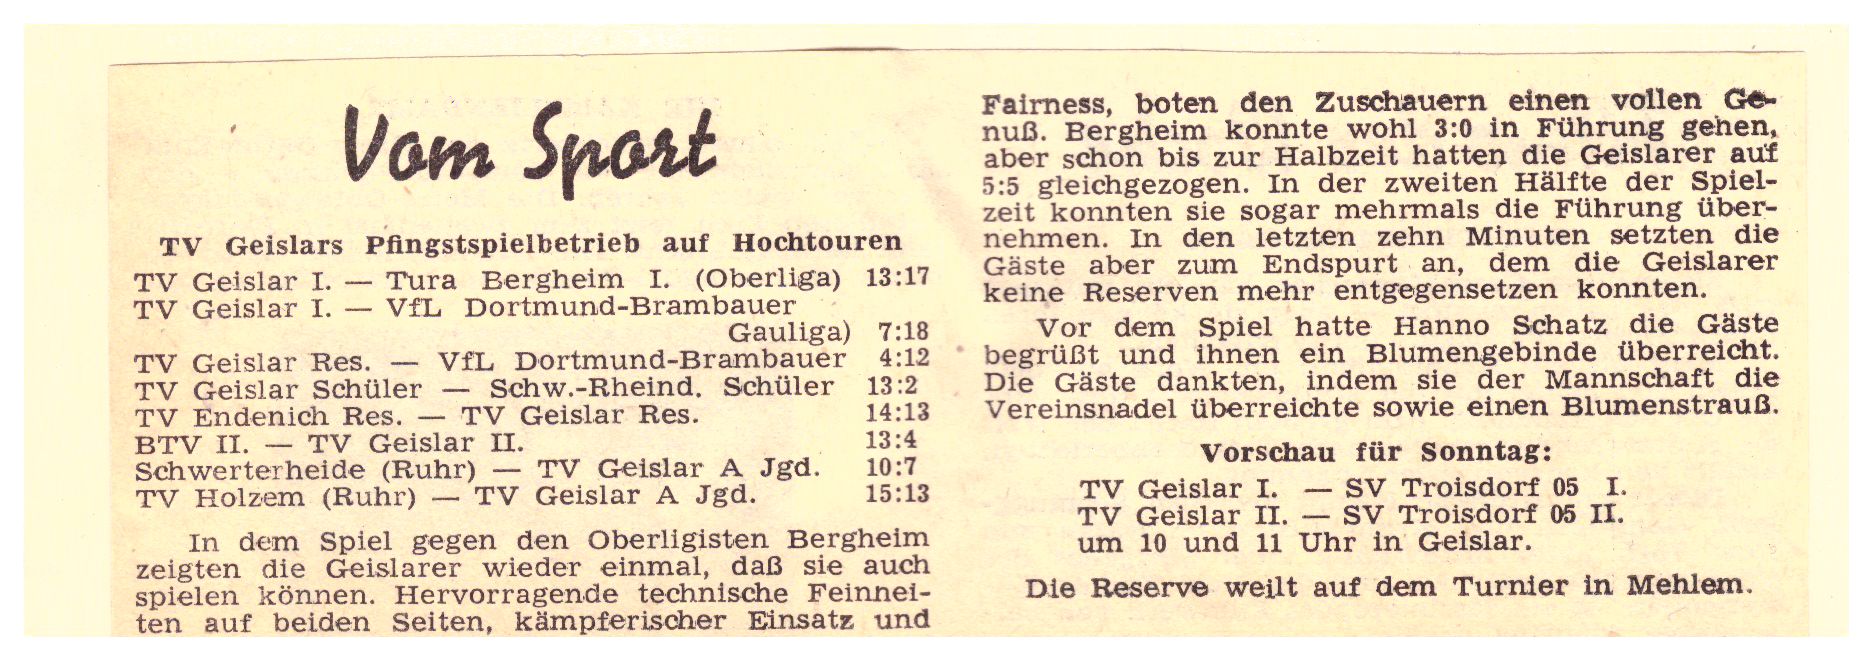 Vom Sport
TV Geislars Pfingstspielbetrieb auf Hochtouren
TV Geislar I. — Tura Bergheim I. (Oberliga) 13:17
TV Geislar I. — VfL Dortmund-Brambauer
Gauliga) 7:18
TV Geislar Res. — VfL Dortmund-Brambauer 4:12
TV Geislar Schüler — Schw.-Rheind. Schüler 13:2
TV Endenich Res. — TV Geislar Res. 14:13
BTV II. — TV Geislar II. 13:4
Schwerterheide (Ruhr) — TV Geislar A Jgd. 10:7
TV Holzem (Ruhr) — TV Geislar A Jgd. 15:13
In dem Spiel gegen den Oberligisten Bergheim
zeigten die Geislarer wieder einmal, daß sie auch
spielen können. Hervorragende technische Feinnei-
ten auf beiden Seiten, kämpferischer Einsatz und
Fairness, boten den Zuschauern einen vollen Ge-
nuß. Bergheim konnte wohl 3:0 in Führung gehen,
aber schon bis zur Halbzeit hatten die Geislarer auf
5:5 gleichgezogen. In der zweiten Hälfte der Spiel-
zeit konnten sie sogar mehrmals die Führung über-
nehmen. In den letzten zehn Minuten setzten die
Gäste aber zum Endspurt an, dem die Geislarer
keine Reserven mehr entgegensetzen konnten.
Vor dem Spiel hatte Hanno Schatz die Gäste
begrüßt und ihnen ein Blumengebinde überreicht.
Die Gäste dankten, indem sie der Mannschaft die
Vereinsnadel überreichte sowie einen Blumenstrauß.
Vorschau für Sonntag:
TV Geislar I. — SV Troisdorf 05 I.
TV Geislar II. — SV Troisdorf 05 II.
um 10 und 11 Uhr in Geislar.
Die Reserve weilt auf dem Turnier in Mehlem.